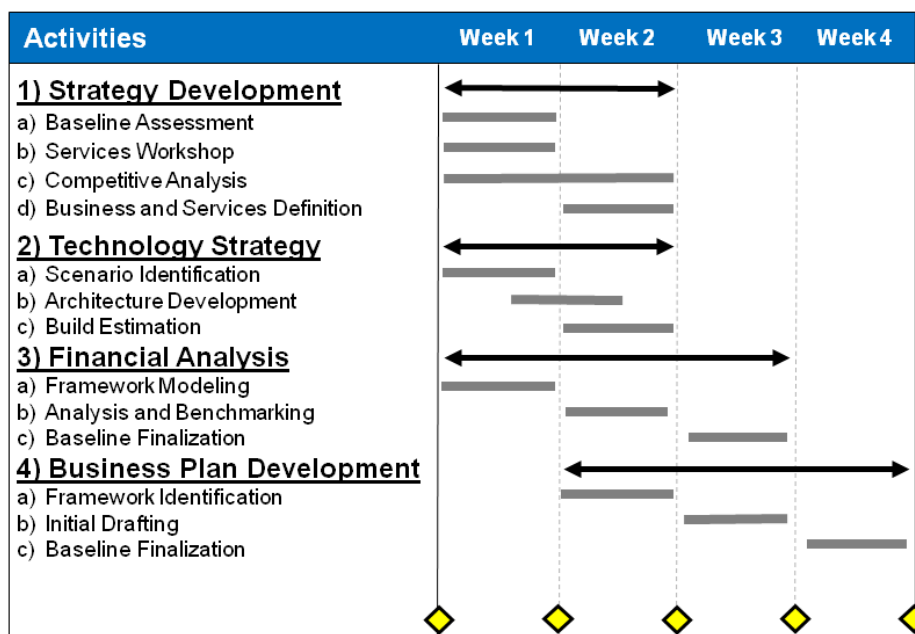 Activities Week 1 Week 2 Week 3 Week 4
1) Strategy Development
a) Baseline Assessment
b) Services Workshop
c) Competitive Analysis
d) Business and Services Definition
2) Technology Strategy
a) Scenario Identification
b) Architecture Development
c) Build Estimation
3) Financial Analysis
a) Framework Modeling
b) Analysis and Benchmarking
c) Baseline Finalization
4) Business Plan Development
a) Framework Identification
b) Initial Drafting
c) Baseline Finalization